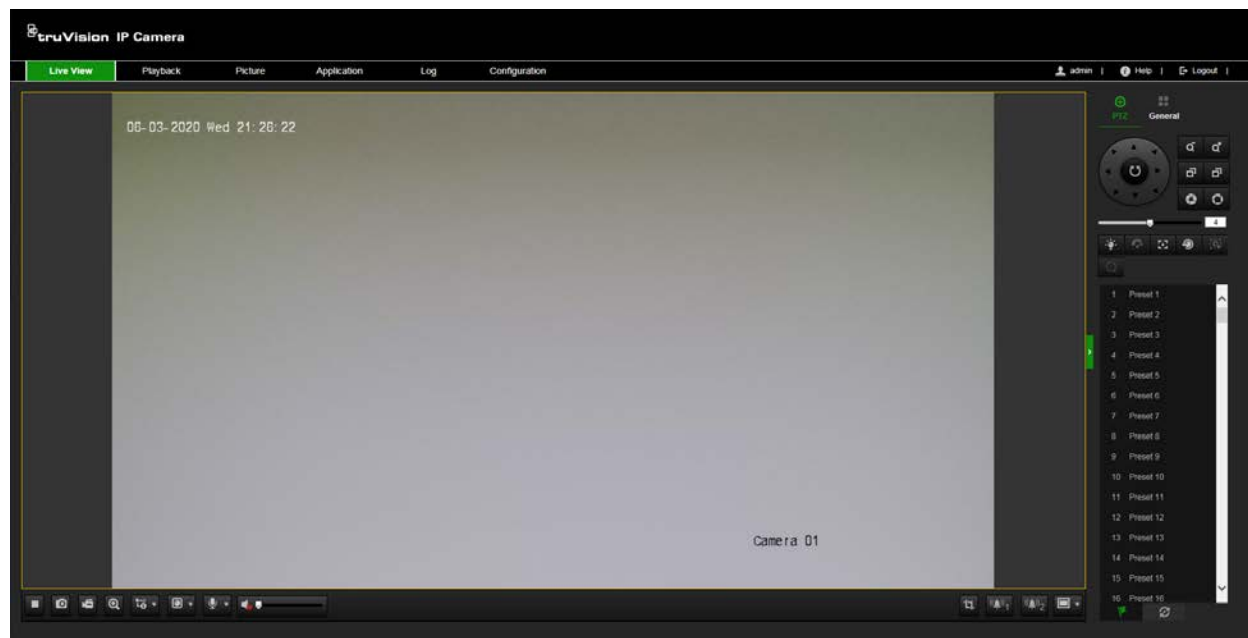 truVision IP Camera
Live View Playback Picture Application Log Configuration admin | Help | Logout |
PTZ General
06-03-2020 Wed 21:26:22
4
1 Preset 1
2 Preset 2
3 Preset 3
4 Preset 4
5 Preset 5
6 Preset 6
7 Preset 7
8 Preset 8
9 Preset 9
10 Preset 10
11 Preset 11
12 Preset 12
13 Preset 13
14 Preset 14
15 Preset 15
16 Preset 16
Camera 01
1 2